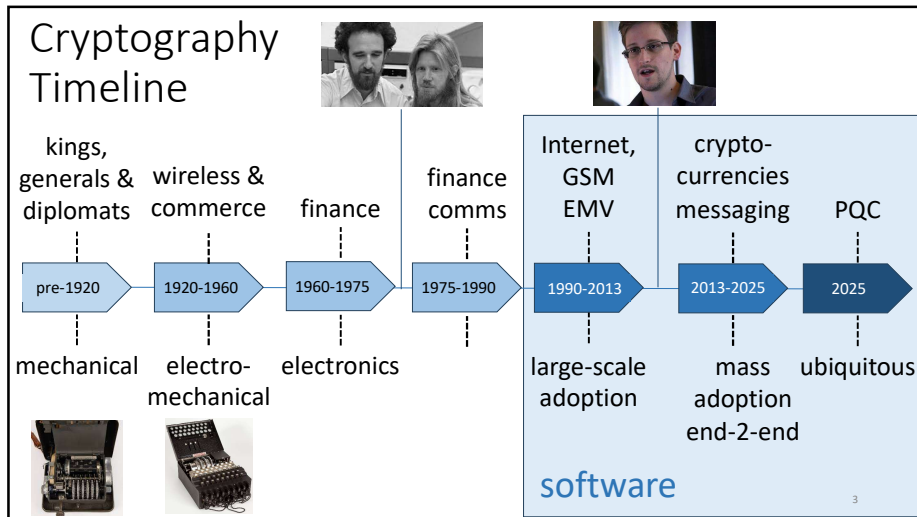 Cryptography
Timeline
kings,
generals &
diplomats
wireless &
commerce
finance
finance
comms
Internet,
GSM
EMV
crypto-
currencies
messaging
PQC
pre-1920
1920-1960
1960-1975
1975-1990
1990-2013
2013-2025
2025
mechanical
electro-
mechanical
electronics
large-scale
adoption
mass
adoption
end-2-end
ubiquitous
software
3